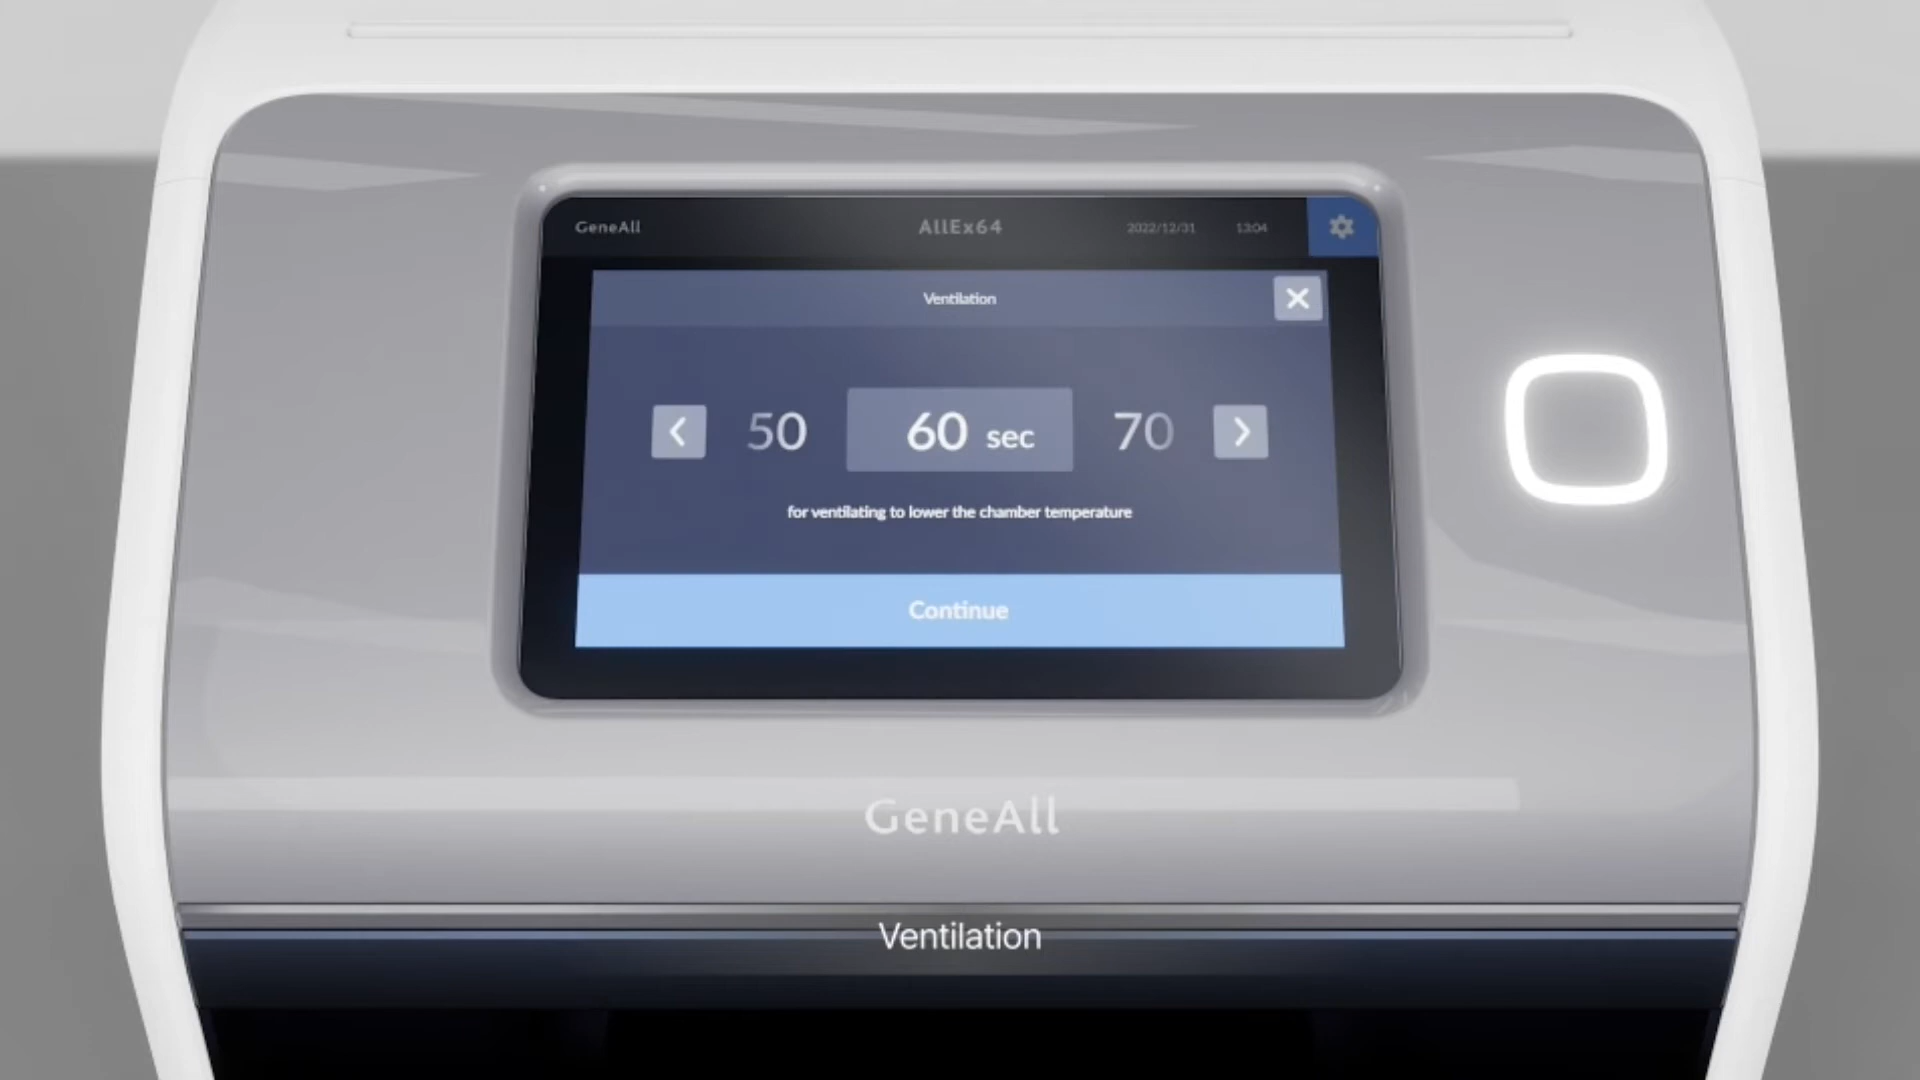 GeneAll
AllEx64
2022/12/31
13:04
Ventilation
50
60 sec
70
for ventilating to lower the chamber temperature
Continue
GeneAll
Ventilation